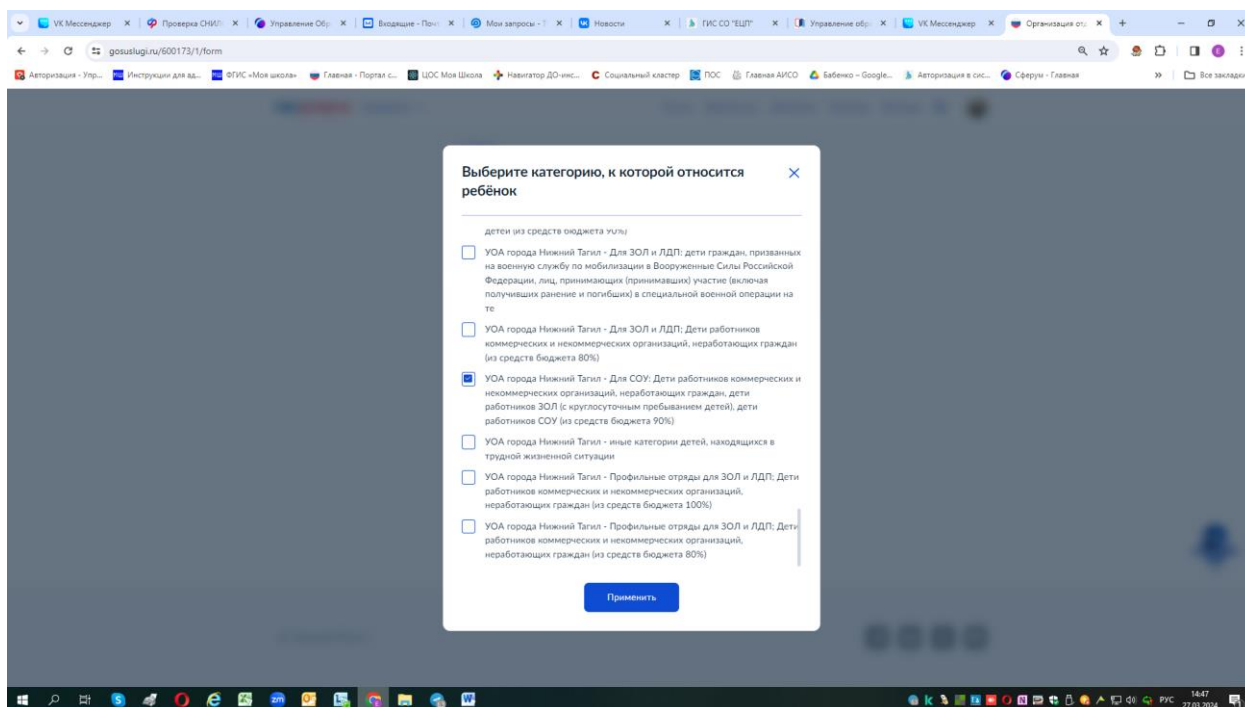 VK Мессенджер
Проверка СНИЛ
Управление Обр
Входящие - Почт
Мои запросы - Т
Новости
ГИС СО "ЕЦП"
Управление обр
VK Мессенджер
Организация от
gosuslugi.ru/600173/1/form
Авторизация - Упр...
Инструкции для ад...
ФГИС «Моя школа»
Главная - Портал с...
ЦОС Моя Школа
Навигатор ДО-инс...
Социальный кластер
ПОС
Главная АИСО
Бабенко – Google...
Авторизация в сис...
Сферум - Главная
Все закладки
Выберите категорию, к которой относится
ребёнок
детей (из средств бюджета 90%)
УОА города Нижний Тагил - Для ЗОЛ и ЛДП: дети граждан, призванных
на военную службу по мобилизации в Вооруженные Силы Российской
Федерации, лиц, принимающих (принимавших) участие (включая
получивших ранение и погибших) в специальной военной операции на
те
УОА города Нижний Тагил - Для ЗОЛ и ЛДП; Дети работников
коммерческих и некоммерческих организаций, неработающих граждан
(из средств бюджета 80%)
УОА города Нижний Тагил - Для СОУ: Дети работников коммерческих и
некоммерческих организаций, неработающих граждан, дети
работников ЗОЛ (с круглосуточным пребыванием детей), дети
работников СОУ (из средств бюджета 90%)
УОА города Нижний Тагил - иные категории детей, находящихся в
трудной жизненной ситуации
УОА города Нижний Тагил - Профильные отряды для ЗОЛ и ЛДП; Дети
работников коммерческих и некоммерческих организаций,
неработающих граждан (из средств бюджета 100%)
УОА города Нижний Тагил - Профильные отряды для ЗОЛ и ЛДП; Дети
работников коммерческих и некоммерческих организаций,
неработающих граждан (из средств бюджета 80%)
Применить
РУС
14:47
27.03.2024